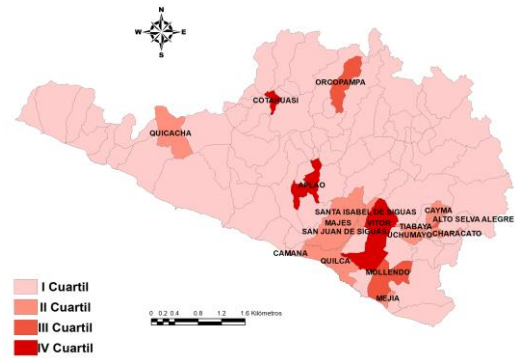 N
W E
S
ORCOPAMPA
COTAHUASI
QUICACHA
APLAO
SANTA ISABEL DE SIGUAS
CAYMA
MAJES
VITOR
TIABAYA
ALTO SELVA ALEGRE
SAN JUAN DE SIGUAS
UCHUMAYO
CHARACATO
CAMANA
QUILCA
MOLLENDO
MEJIA
I Cuartil
II Cuartil
III Cuartil
IV Cuartil
0 0.2 0.4 0.8 1.2 1.6 Kilómetros